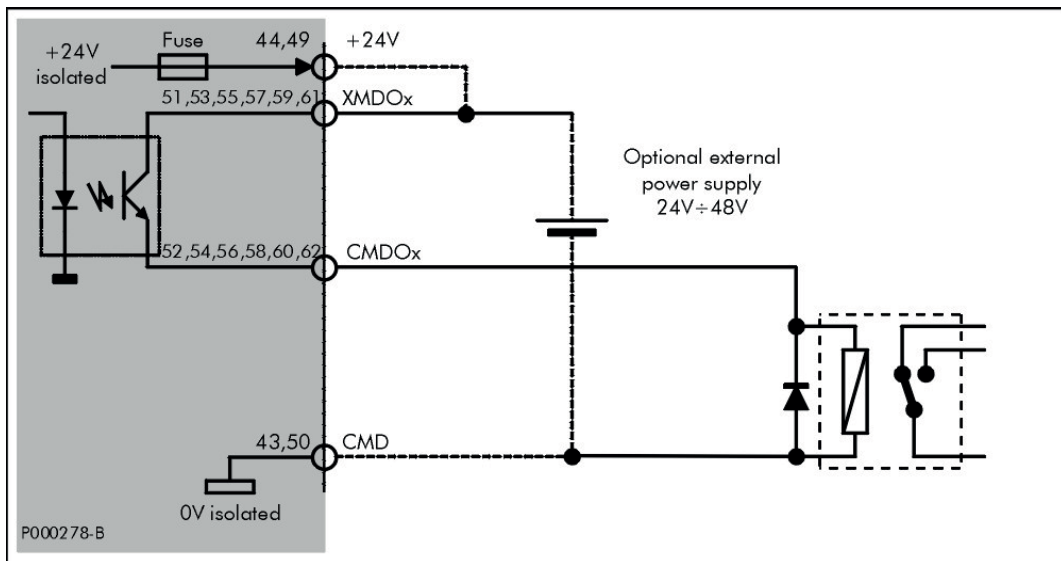 Fuse
44,49
+24V
+24V
isolated
51,53,55,57,59,61
XMDOx
Optional external
power supply
24V÷48V
52,54,56,58,60,62
CMDOx
43,50
CMD
0V isolated
P000278-B